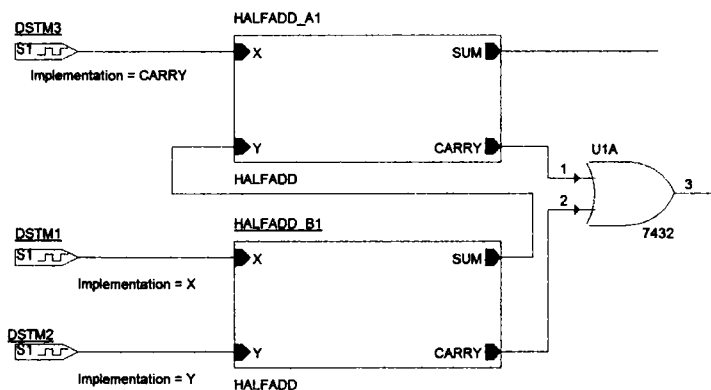 HALFADD_A1
DSTM3
S1
X
SUM
Implementation = CARRY
Y
CARRY
U1A
1
2
3
7432
HALFADD
HALFADD_B1
DSTM1
S1
X
SUM
Implementation = X
DSTM2
S1
Y
CARRY
Implementation = Y
HALFADD